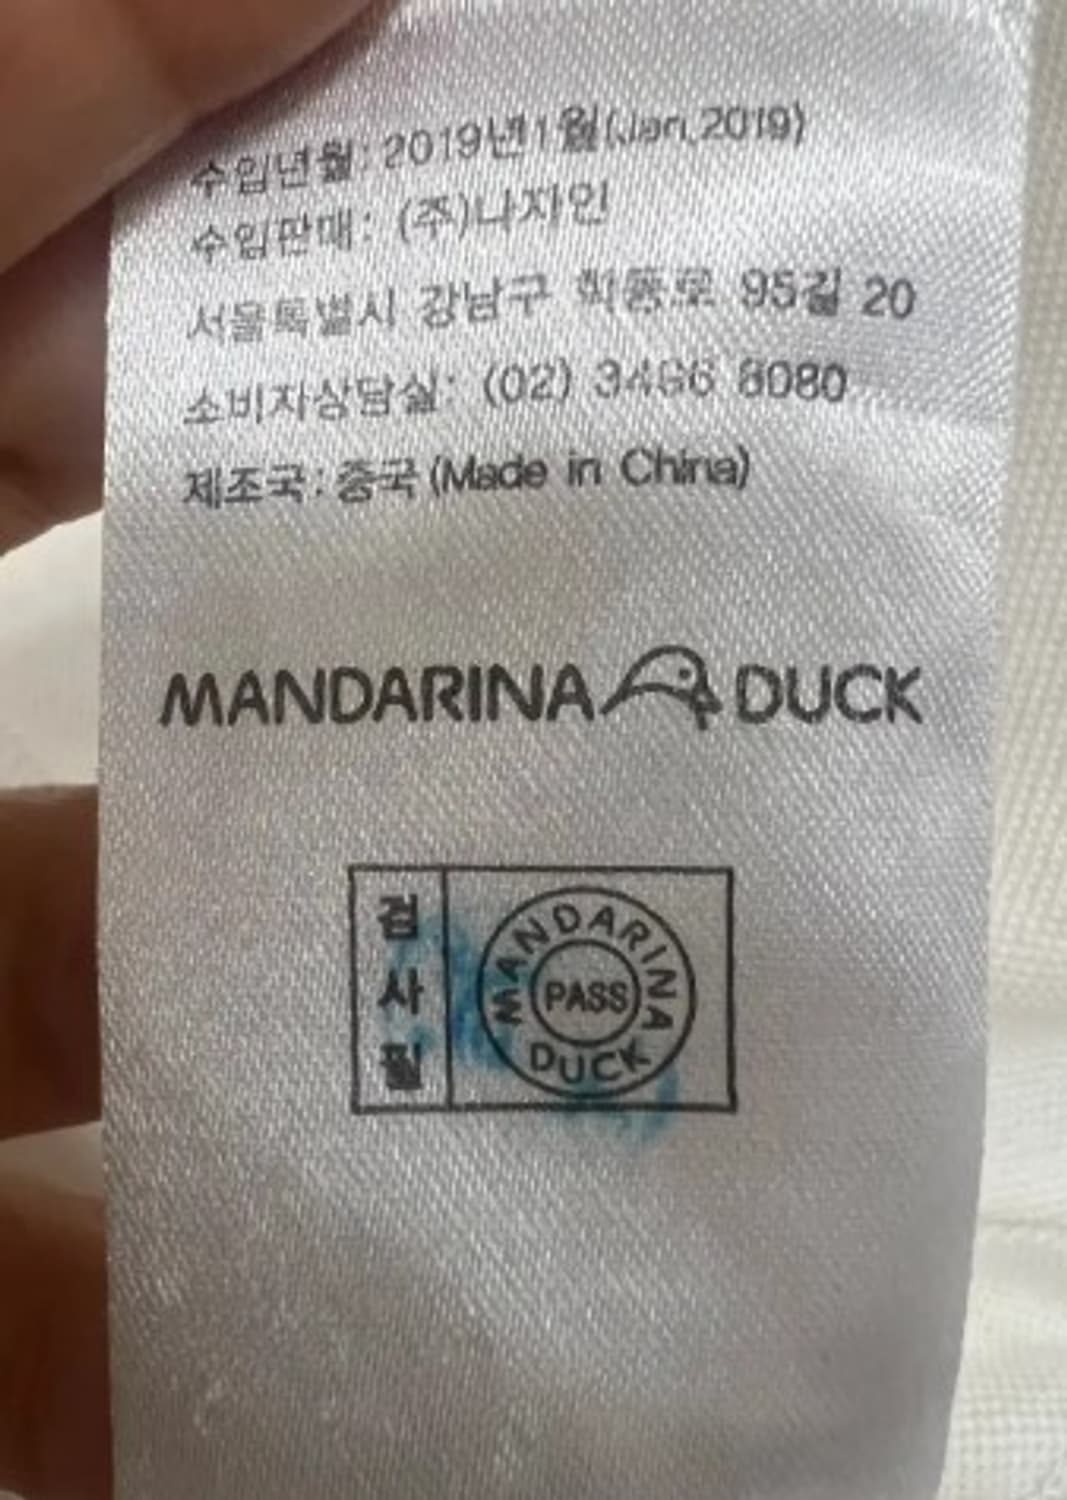 수입년월: 2019년1월(Jan,2019)
수입판매: (주)나자인
서울특별시 강남구 학동로 95길 20
소비자상담실: (02) 3466 8080
제조국: 중국 (Made in China)
MANDARINA DUCK
검사필
MANDARINA DUCK
PASS